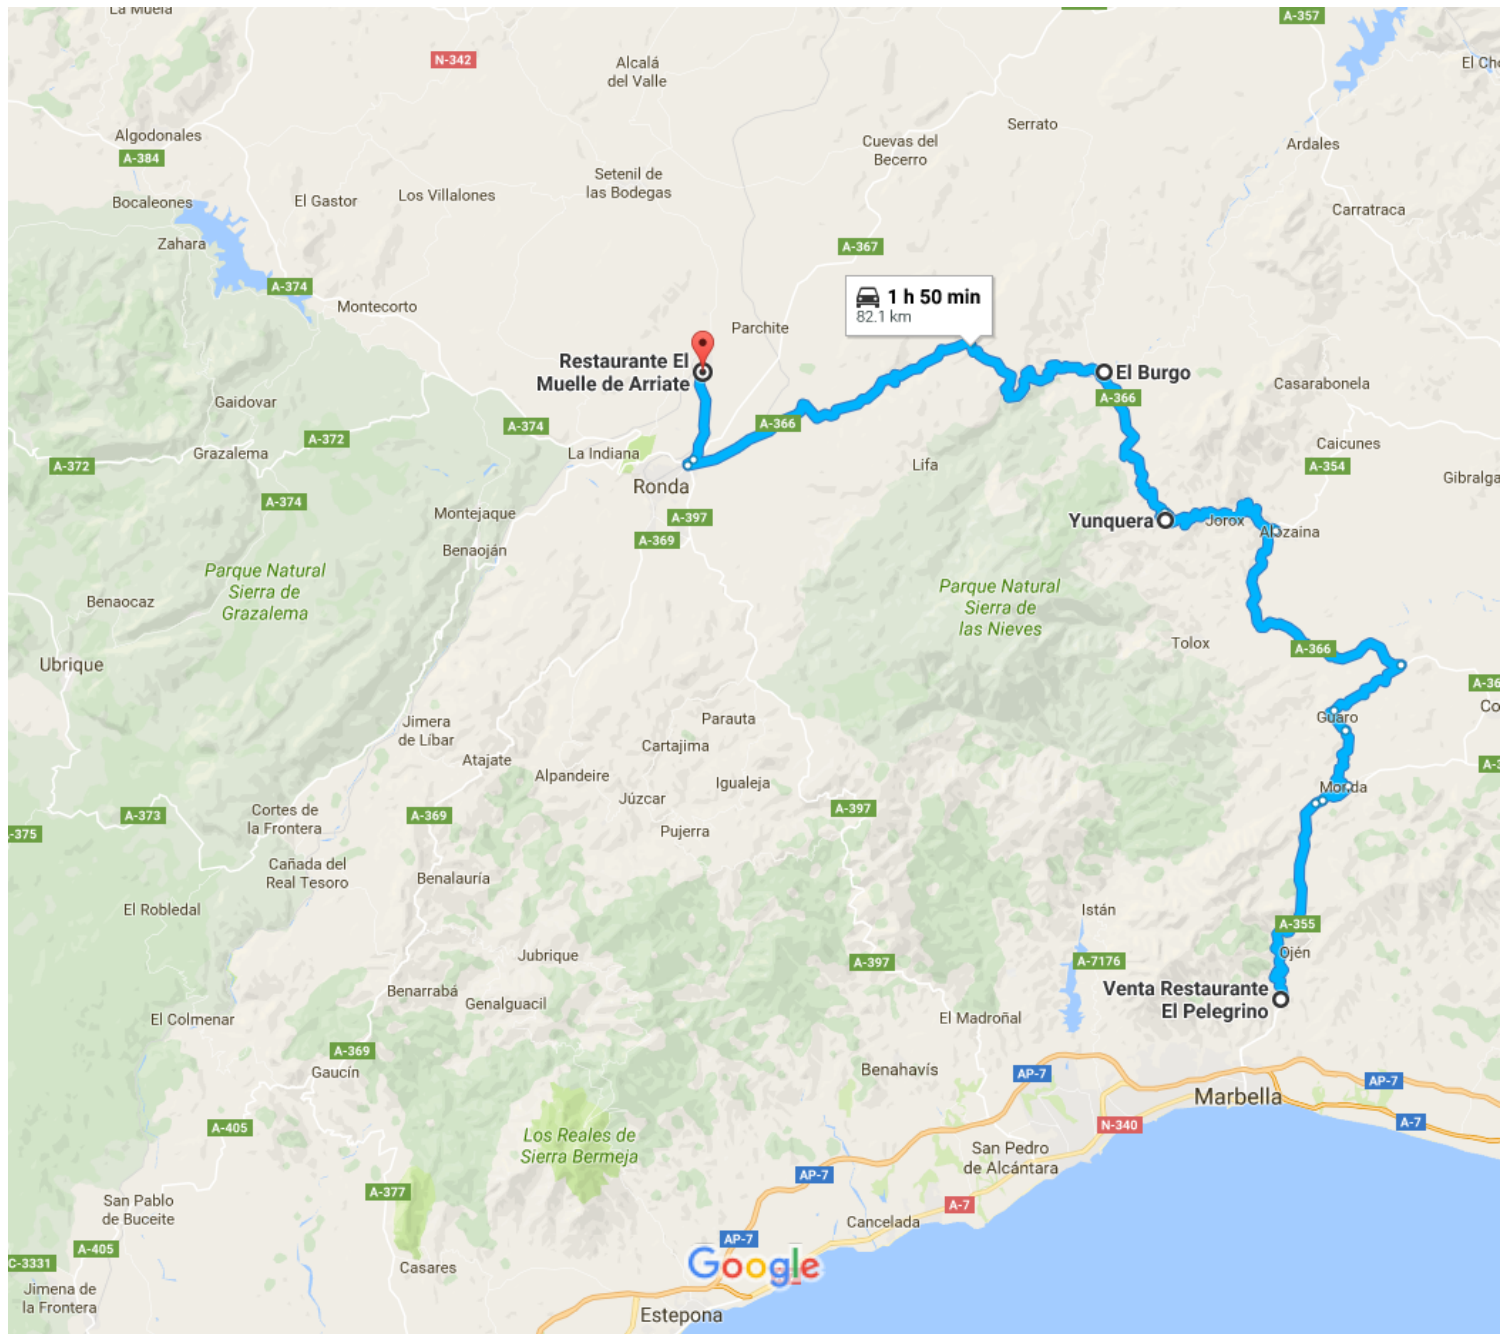 La Muela
A-357
N-342
Alcalá
del Valle
El Cho
Algodonales
A-384
Serrato
Cuevas del
Becerro
Ardales
Setenil de
las Bodegas
Bocaleones
El Gastor
Los Villalones
Carratraca
Zahara
A-367
A-374
Montecorto
1 h 50 min
82.1 km
Parchite
Restaurante El
Muelle de Arriate
El Burgo
A-366
Casarabonela
Gaidovar
A-374
A-366
A-372
Grazalema
La Indiana
Caicunes
A-372
Lifa
A-354
Gibralga
A-374
Ronda
Montejaque
A-397
Yunquera
Jorox
Alozaina
A-369
Benaoján
Parque Natural
Sierra de
Grazalema
Parque Natural
Sierra de
las Nieves
Benaocaz
Tolox
A-366
Ubrique
A-36
Co
Jimera
de Líbar
Parauta
Guaro
Cartajima
Atajate
Alpandeire
Igualeja
A-3
Júzcar
Monda
Cortes de
la Frontera
A-373
A-369
A-397
-375
Pujerra
Cañada del
Real Tesoro
Benalauría
El Robledal
Istán
A-355
Jubrique
Ojén
A-397
A-7176
Benarrabá
Genalguacil
Venta Restaurante
El Pelegrino
El Colmenar
El Madroñal
A-369
Gaucín
Benahavís
AP-7
AP-7
Marbella
A-405
N-340
A-7
Los Reales de
Sierra Bermeja
San Pedro
de Alcántara
AP-7
A-377
San Pablo
de Buceite
A-7
Cancelada
AP-7
A-405
C-3331
Casares
Google
Jimena de
la Frontera
Estepona